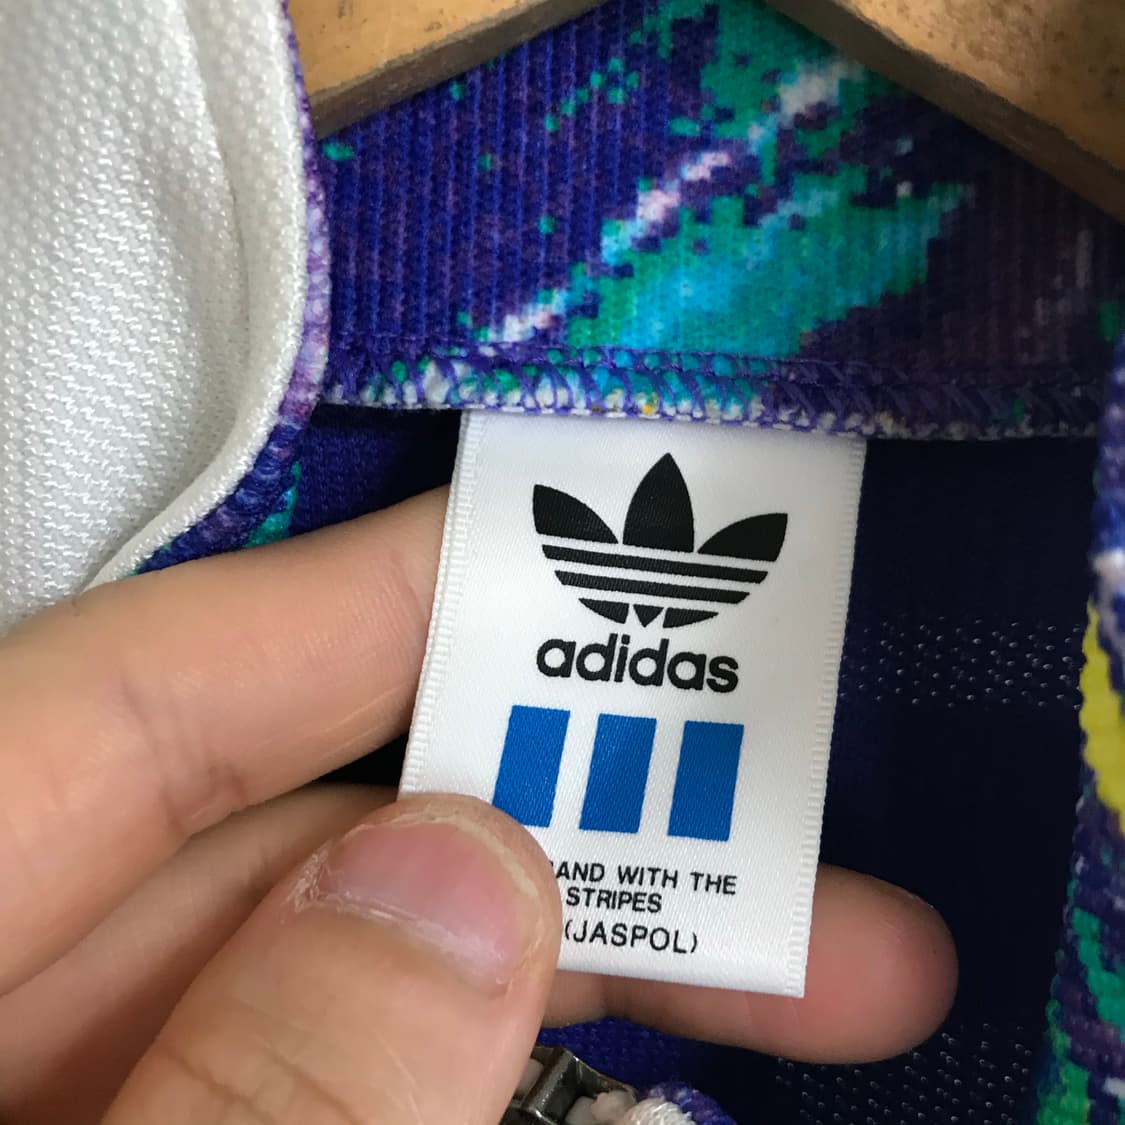 adidas
AND WITH THE
STRIPES
(JASPOL)